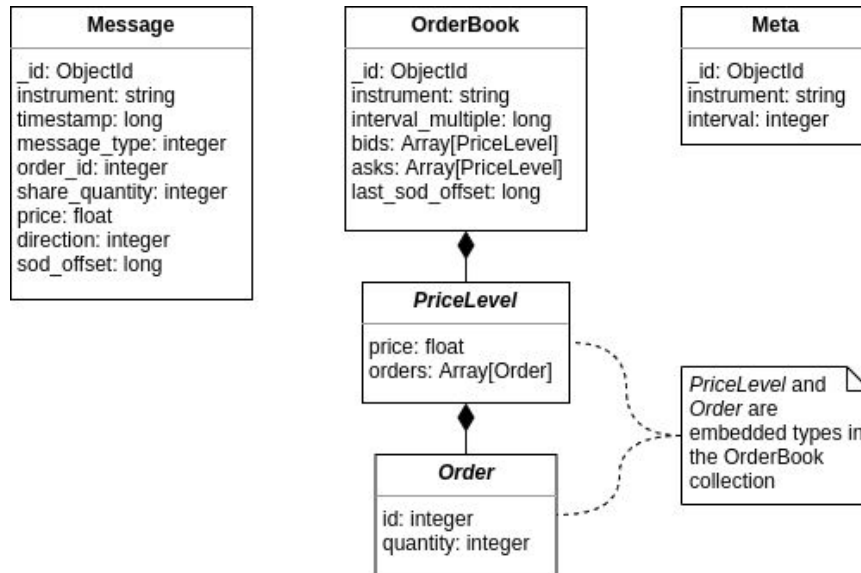 Message
_id: ObjectId
instrument: string
timestamp: long
message_type: integer
order_id: integer
share_quantity: integer
price: float
direction: integer
sod_offset: long
OrderBook
_id: ObjectId
instrument: string
interval_multiple: long
bids: Array[PriceLevel]
asks: Array[PriceLevel]
last_sod_offset: long
Meta
_id: ObjectId
instrument: string
interval: integer
PriceLevel
price: float
orders: Array[Order]
PriceLevel and
Order are
embedded types in
the OrderBook
collection
Order
id: integer
quantity: integer